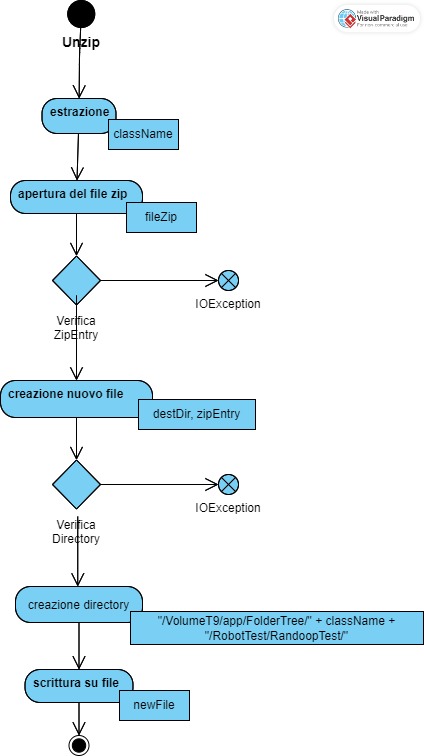 Made with
Visual Paradigm
For non-commercial use
Unzip
estrazione
className
apertura del file zip
fileZip
IOException
Verifica
ZipEntry
creazione nuovo file
destDir, zipEntry
IOException
Verifica
Directory
creazione directory
"/VolumeT9/app/FolderTree/" + className +
"/RobotTest/RandoopTest/"
scrittura su file
newFile